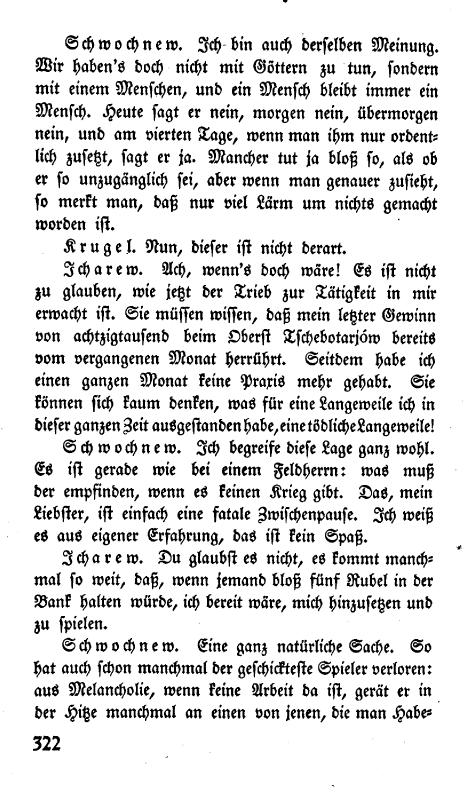 Schwochnew. Ich bin auch derselben Meinung.
Wir haben's doch nicht mit Göttern zu tun, sondern
mit einem Menschen, und ein Mensch bleibt immer ein
Mensch. Heute sagt er nein, morgen nein, übermorgen
nein, und am vierten Tage, wenn man ihm nur ordent-
lich zusetzt, sagt er ja. Mancher tut ja bloß so, als ob
er so unzugänglich sei, aber wenn man genauer zusieht,
so merkt man, daß nur viel Lärm um nichts gemacht
worden ist.
Krugel. Nun, dieser ist nicht derart.
Icharew. Ach, wenn's doch wäre! Es ist nicht
zu glauben, wie jetzt der Trieb zur Tätigkeit in mir
erwacht ist. Sie müssen wissen, daß mein letzter Gewinn
von achtzigtausend beim Oberst Tschebotarjów bereits
vom vergangenen Monat herrührt. Seitdem habe ich
einen ganzen Monat keine Praxis mehr gehabt. Sie
können sich kaum denken, was für eine Langeweile ich in
dieser ganzen Zeit ausgestanden habe, eine tödliche Langeweile!
Schwochnew. Ich begreife diese Lage ganz wohl.
Es ist gerade wie bei einem Feldherrn: was muß
der empfinden, wenn es keinen Krieg gibt. Das, mein
Liebster, ist einfach eine fatale Zwischenpause. Ich weiß
es aus eigener Erfahrung, das ist kein Spaß.
Icharew. Du glaubst es nicht, es kommt manch-
mal so weit, daß, wenn jemand bloß fünf Rubel in der
Bank halten würde, ich bereit wäre, mich hinzusetzen und
zu spielen.
Schwochnew. Eine ganz natürliche Sache. So
hat auch schon manchmal der geschickteste Spieler verloren:
aus Melancholie, wenn keine Arbeit da ist, gerät er in
der Hitze manchmal an einen von jenen, die man Habe-
322